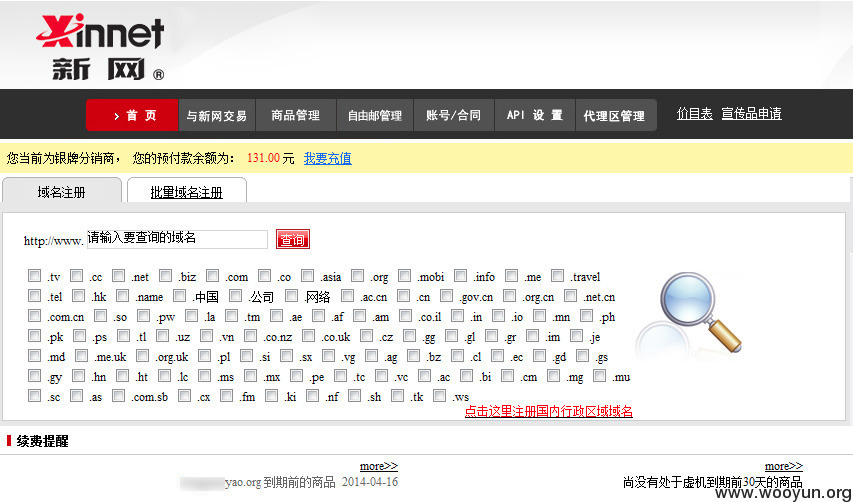 Xinnet
新 网®
› 首 页 与新网交易 商品管理 自由邮管理 账号/合同 API 设 置 代理区管理 价目表 宣传品申请
您当前为银牌分销商， 您的预付款余额为： 131.00 元 我要充值
域名注册 批量域名注册
http://www. 请输入要查询的域名 查询
.tv .cc .net .biz .com .co .asia .org .mobi .info .me .travel
.tel .hk .name .中国 .公司 .网络 .ac.cn .cn .gov.cn .org.cn .net.cn
.com.cn .so .pw .la .tm .ae .af .am .co.il .in .io .mn .ph
.pk .ps .tl .uz .vn .co.nz .co.uk .cz .gg .gl .gr .im .je
.md .me.uk .org.uk .pl .si .sx .vg .ag .bz .cl .ec .gd .gs
.gy .hn .ht .lc .ms .mx .pe .tc .vc .ac .bi .cm .mg .mu
.sc .as .com.sb .cx .fm .ki .nf .sh .tk .ws
点击这里注册国内行政区域域名
续费提醒
more>> more>>
yao.org 到期前的商品 2014-04-16 尚没有处于虚机到期前30天的商品
www.wooyun.org